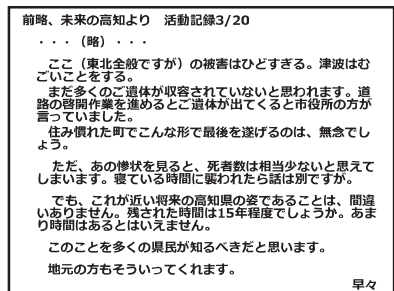 前略、未来の高知より　活動記録3/20
・・・（略）・・・
ここ（東北全般ですが）の被害はひどすぎる。津波はむ
ごいことをする。
まだ多くのご遺体が収容されていないと思われます。道
路の啓開作業を進めるとご遺体が出てくると市役所の方が
言っていました。
住み慣れた町でこんな形で最後を遂げるのは、無念でし
ょう。
ただ、あの惨状を見ると、死者数は相当少ないと思えて
しまいます。寝ている時間に襲われたら話は別ですが。
でも、これが近い将来の高知県の姿であることは、間違
いありません。残された時間は15年程度でしょうか。あま
り時間はあるとはいえません。
このことを多くの県民が知るべきだと思います。
地元の方もそういってくれます。
早々